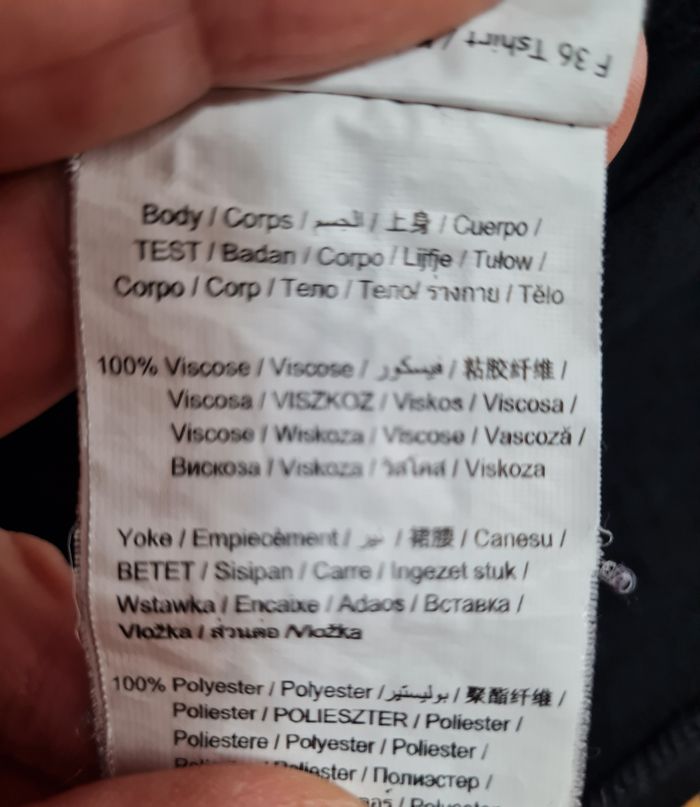 F 36 Tshirt /
Body / Corps / الجسم / 上身 / Cuerpo /
TEST / Badan / Corpo / Lijfje / Tułow /
Corpo / Corp / Тело / Тело/ รางกาย / Tělo
100% Viscose / Viscose / فيسكور / 粘胶纤维 /
Viscosa / VISZKOZ / Viskos / Viscosa /
Viscose / Wiskoza / Viscose / Vascoză /
Вискоза / Viskoza / วิสโคส / Viskoza
Yoke / Empiecèment / نير / 裙腰 / Canesu /
BETET / Sisipan / Carre / Ingezet stuk /
Wstawka / Encaixe / Adaos / Вставка /
Vložka / ส่วนต่อ /Vložka
100% Polyester / Polyester / بوليستير / 聚酯纤维 /
Poliester / POLIESZTER / Poliester /
Poliestere / Polyester / Poliester /
/ Полиэстер /